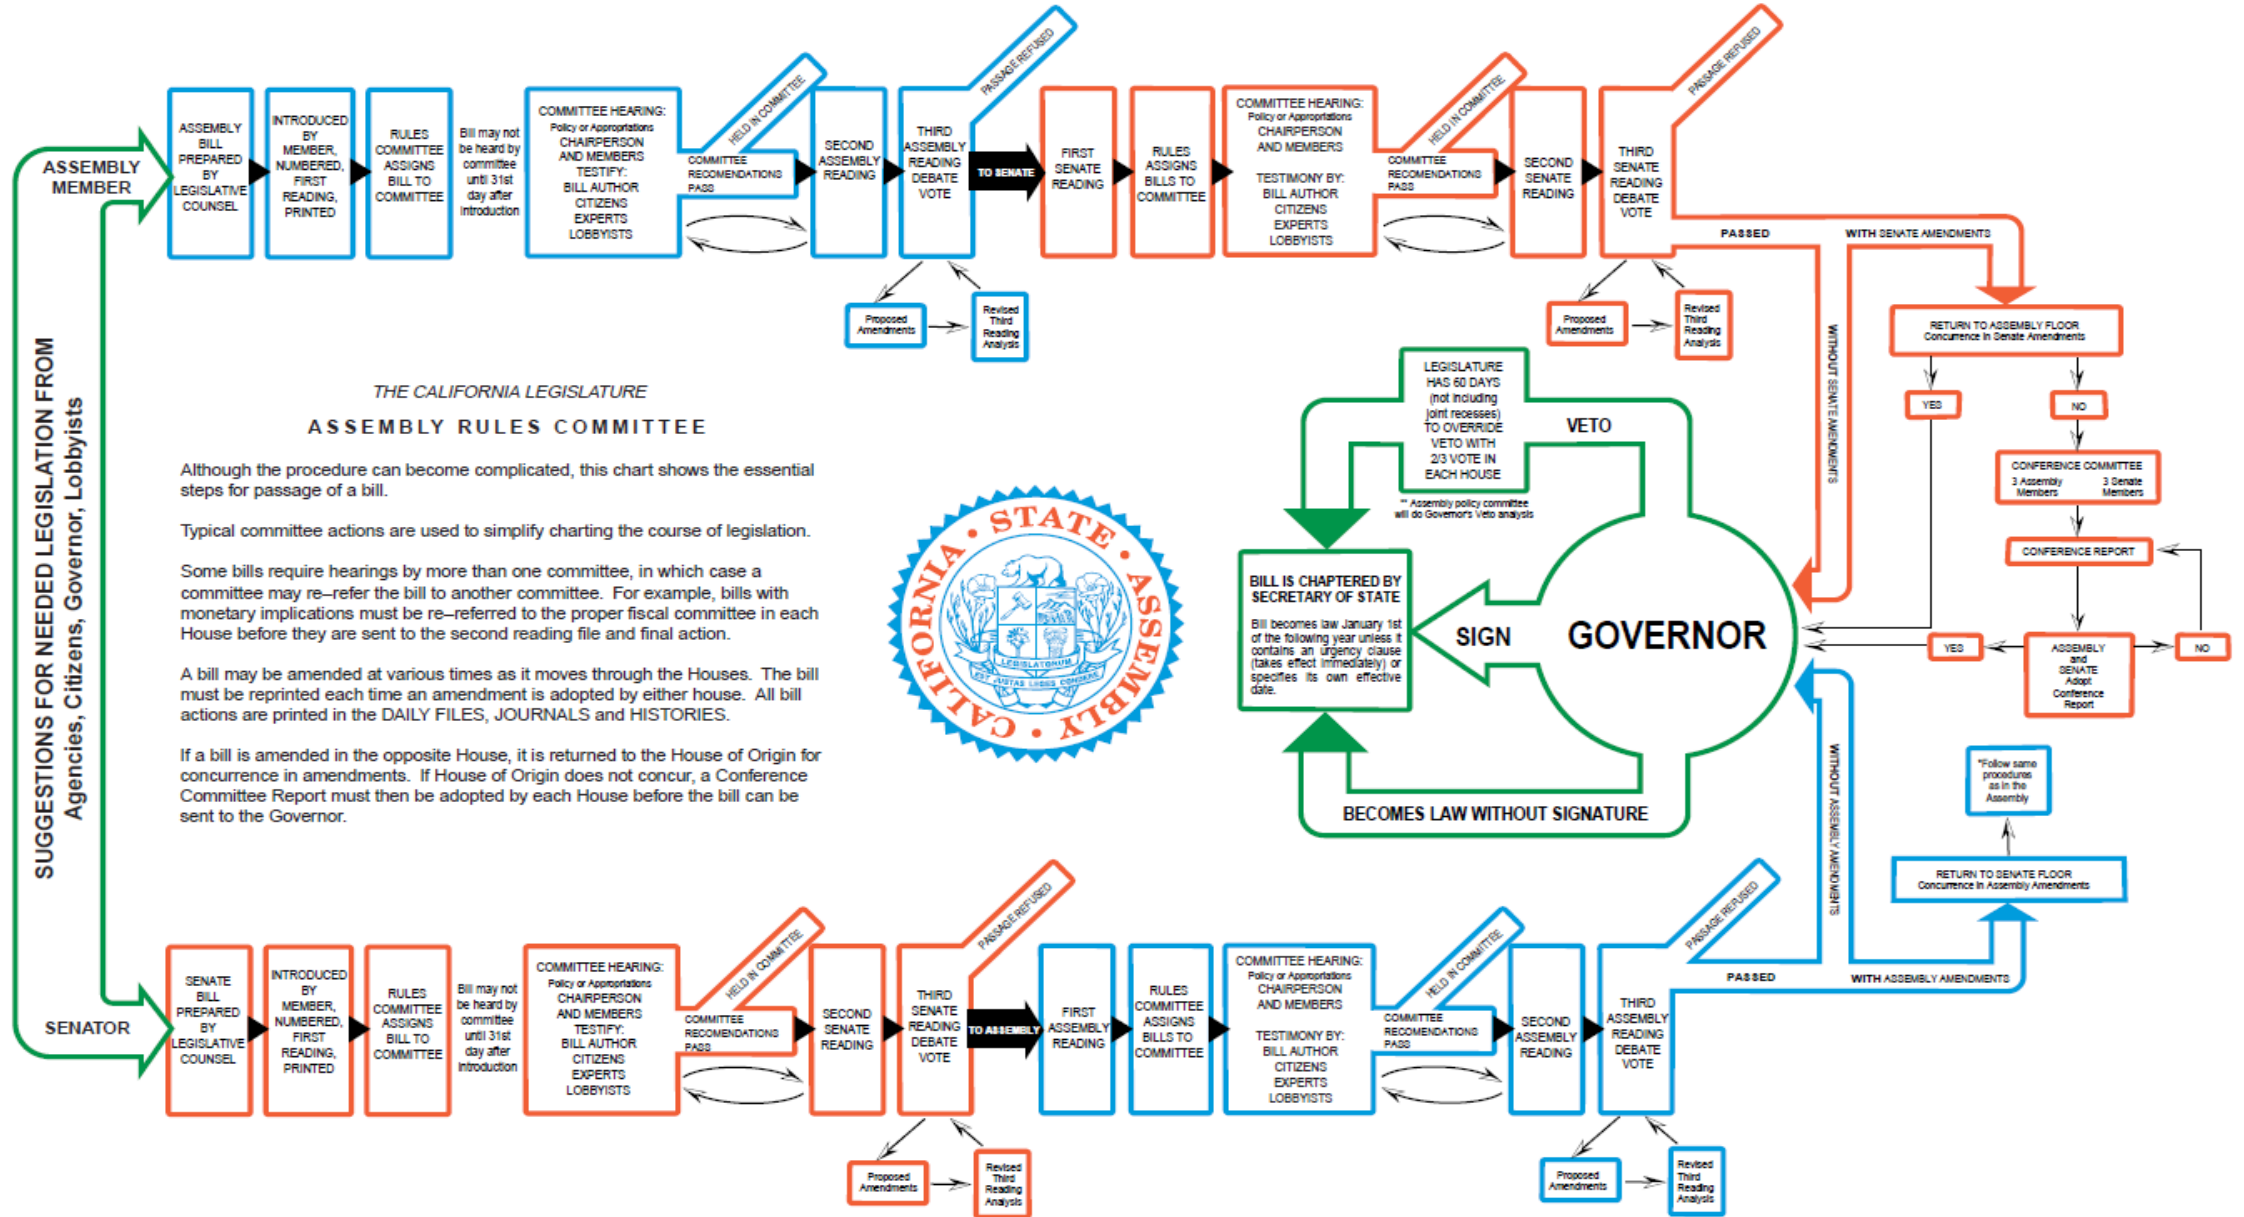 SUGGESTIONS FOR NEEDED LEGISLATION FROM
Agencies, Citizens, Governor, Lobbyists
ASSEMBLY
MEMBER
ASSEMBLY
BILL
PREPARED
BY
LEGISLATIVE
COUNSEL
INTRODUCED
BY
MEMBER,
NUMBERED,
FIRST
READING,
PRINTED
RULES
COMMITTEE
ASSIGNS
BILL TO
COMMITTEE
Bill may not
be heard by
committee
until 31st
day after
introduction
COMMITTEE HEARING:
Policy or Appropriations
CHAIRPERSON
AND MEMBERS
TESTIFY:
BILL AUTHOR
CITIZENS
EXPERTS
LOBBYISTS
HELD IN COMMITTEE
COMMITTEE
RECOMENDATIONS
PASS
SECOND
ASSEMBLY
READING
THIRD
ASSEMBLY
READING
DEBATE
VOTE
PASSAGE REFUSED
Proposed
Amendments
Revised
Third
Reading
Analysis
TO SENATE
FIRST
SENATE
READING
RULES
ASSIGNS
BILLS TO
COMMITTEE
COMMITTEE HEARING:
Policy or Appropriations
CHAIRPERSON
AND MEMBERS
TESTIMONY BY:
BILL AUTHOR
CITIZENS
EXPERTS
LOBBYISTS
HELD IN COMMITTEE
COMMITTEE
RECOMENDATIONS
PASS
SECOND
SENATE
READING
THIRD
SENATE
READING
DEBATE
VOTE
PASSAGE REFUSED
Proposed
Amendments
Revised
Third
Reading
Analysis
PASSED
WITH SENATE AMENDMENTS
WITHOUT SENATE AMENDMENTS
RETURN TO ASSEMBLY FLOOR
Concurrence in Senate Amendments
YES
NO
CONFERENCE COMMITTEE
3 Assembly
Members
3 Senate
Members
CONFERENCE REPORT
ASSEMBLY
and
SENATE
Adopt
Conference
Report
YES
NO
THE CALIFORNIA LEGISLATURE
ASSEMBLY RULES COMMITTEE
Although the procedure can become complicated, this chart shows the essential
steps for passage of a bill.
Typical committee actions are used to simplify charting the course of legislation.
Some bills require hearings by more than one committee, in which case a
committee may re–refer the bill to another committee. For example, bills with
monetary implications must be re–referred to the proper fiscal committee in each
House before they are sent to the second reading file and final action.
A bill may be amended at various times as it moves through the Houses. The bill
must be reprinted each time an amendment is adopted by either house. All bill
actions are printed in the DAILY FILES, JOURNALS and HISTORIES.
If a bill is amended in the opposite House, it is returned to the House of Origin for
concurrence in amendments. If House of Origin does not concur, a Conference
Committee Report must then be adopted by each House before the bill can be
sent to the Governor.
CALIFORNIA • STATE • ASSEMBLY •
LEGISLATORUM
EST JUSTAS LEGES CONDERE
LEGISLATURE
HAS 60 DAYS
(not including
joint recesses)
TO OVERRIDE
VETO WITH
2/3 VOTE IN
EACH HOUSE
VETO
** Assembly policy committee
will do Governor's Veto analysis
BILL IS CHAPTERED BY
SECRETARY OF STATE
Bill becomes law January 1st
of the following year unless it
contains an urgency clause
(takes effect immediately) or
specifies its own effective
date.
SIGN
GOVERNOR
BECOMES LAW WITHOUT SIGNATURE
SENATOR
SENATE
BILL
PREPARED
BY
LEGISLATIVE
COUNSEL
INTRODUCED
BY
MEMBER,
NUMBERED,
FIRST
READING,
PRINTED
RULES
COMMITTEE
ASSIGNS
BILL TO
COMMITTEE
Bill may not
be heard by
committee
until 31st
day after
introduction
COMMITTEE HEARING:
Policy or Appropriations
CHAIRPERSON
AND MEMBERS
TESTIFY:
BILL AUTHOR
CITIZENS
EXPERTS
LOBBYISTS
HELD IN COMMITTEE
COMMITTEE
RECOMENDATIONS
PASS
SECOND
SENATE
READING
THIRD
SENATE
READING
DEBATE
VOTE
PASSAGE REFUSED
Proposed
Amendments
Revised
Third
Reading
Analysis
TO ASSEMBLY
FIRST
ASSEMBLY
READING
RULES
COMMITTEE
ASSIGNS
BILLS TO
COMMITTEE
COMMITTEE HEARING:
Policy or Appropriations
CHAIRPERSON
AND MEMBERS
TESTIMONY BY:
BILL AUTHOR
CITIZENS
EXPERTS
LOBBYISTS
HELD IN COMMITTEE
COMMITTEE
RECOMENDATIONS
PASS
SECOND
ASSEMBLY
READING
THIRD
ASSEMBLY
READING
DEBATE
VOTE
PASSAGE REFUSED
Proposed
Amendments
Revised
Third
Reading
Analysis
PASSED
WITH ASSEMBLY AMENDMENTS
WITHOUT ASSEMBLY AMENDMENTS
RETURN TO SENATE FLOOR
Concurrence in Assembly Amendments
*Follow same
procedures
as in the
Assembly